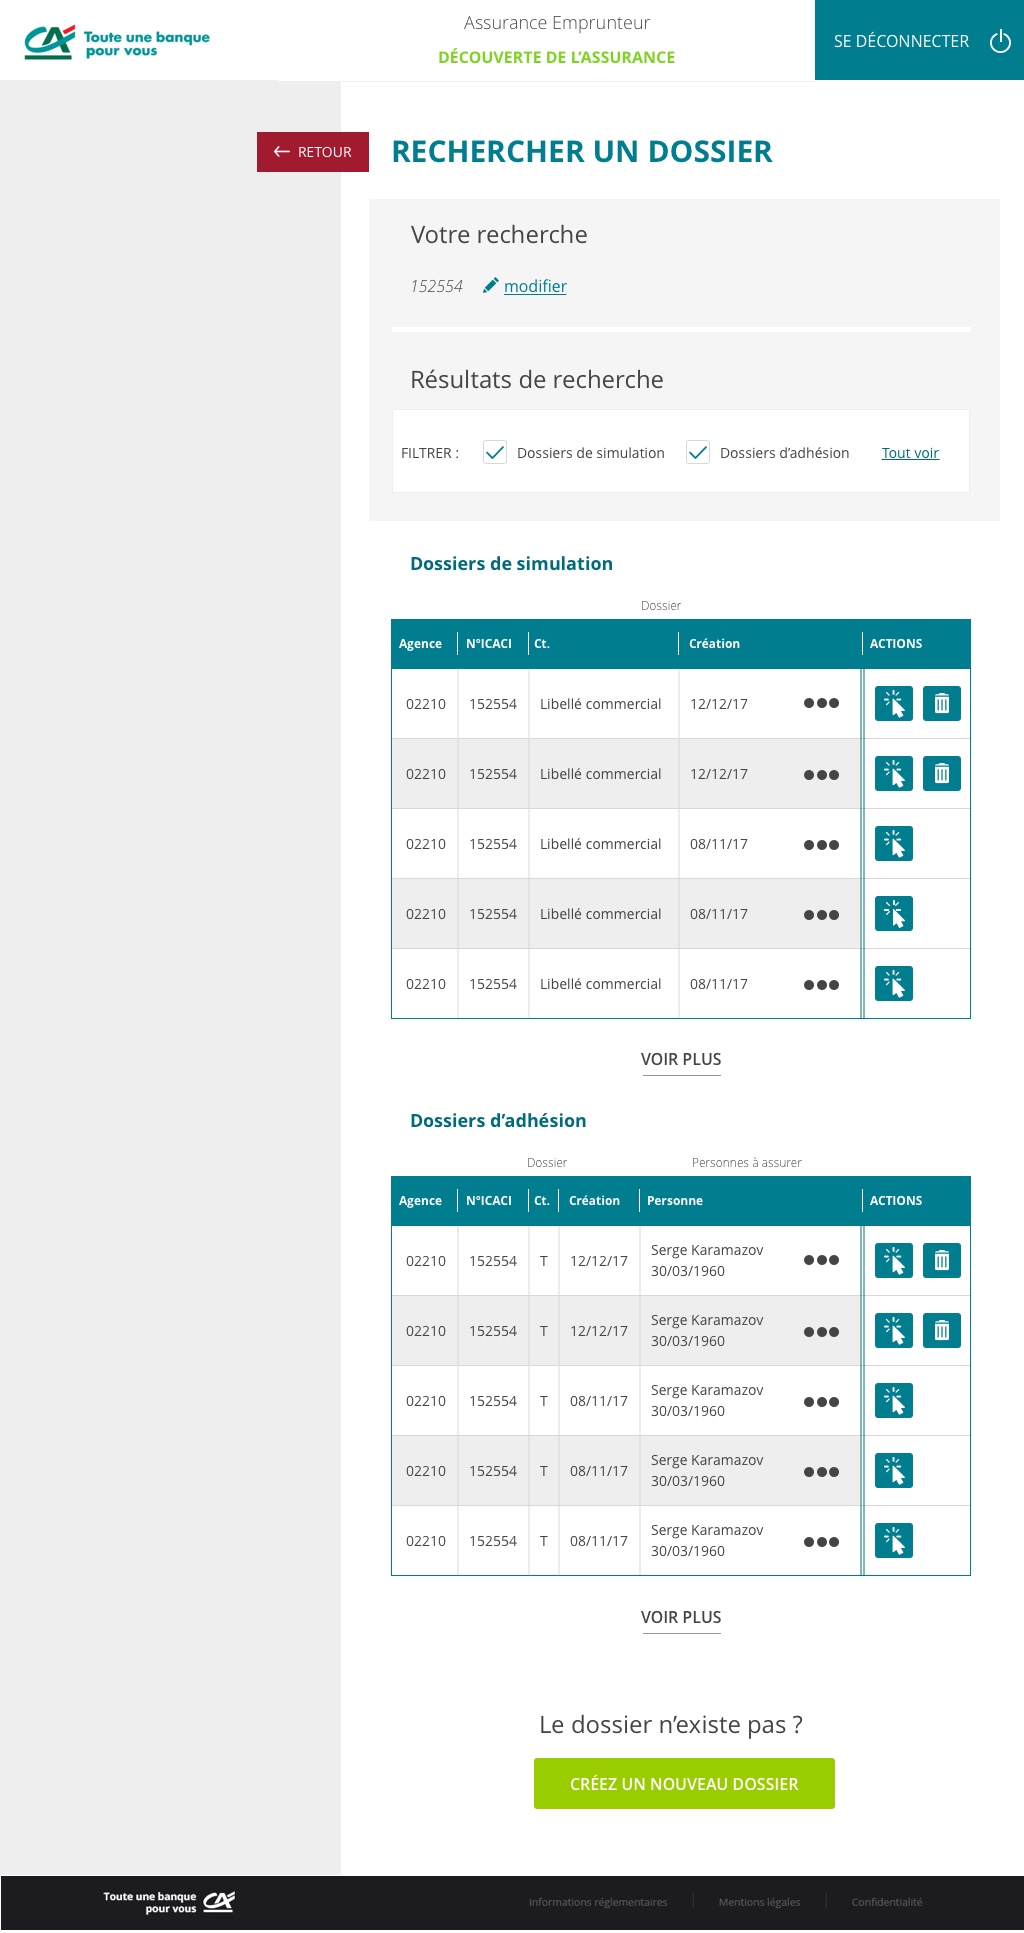 Toute une banque
pour vous
Assurance Emprunteur
DÉCOUVERTE DE L’ASSURANCE
SE DÉCONNECTER
RETOUR
RECHERCHER UN DOSSIER
Votre recherche
152554 modifier
Résultats de recherche
FILTRER : Dossiers de simulation Dossiers d’adhésion Tout voir
Dossiers de simulation
Dossier
Agence N°ICACI Ct. Création ACTIONS
02210 152554 Libellé commercial 12/12/17
02210 152554 Libellé commercial 12/12/17
02210 152554 Libellé commercial 08/11/17
02210 152554 Libellé commercial 08/11/17
02210 152554 Libellé commercial 08/11/17
VOIR PLUS
Dossiers d’adhésion
Dossier Personnes à assurer
Agence N°ICACI Ct. Création Personne ACTIONS
02210 152554 T 12/12/17 Serge Karamazov
30/03/1960
02210 152554 T 12/12/17 Serge Karamazov
30/03/1960
02210 152554 T 08/11/17 Serge Karamazov
30/03/1960
02210 152554 T 08/11/17 Serge Karamazov
30/03/1960
02210 152554 T 08/11/17 Serge Karamazov
30/03/1960
VOIR PLUS
Le dossier n’existe pas ?
CRÉEZ UN NOUVEAU DOSSIER
Toute une banque
pour vous
Informations réglementaires Mentions légales Confidentialité